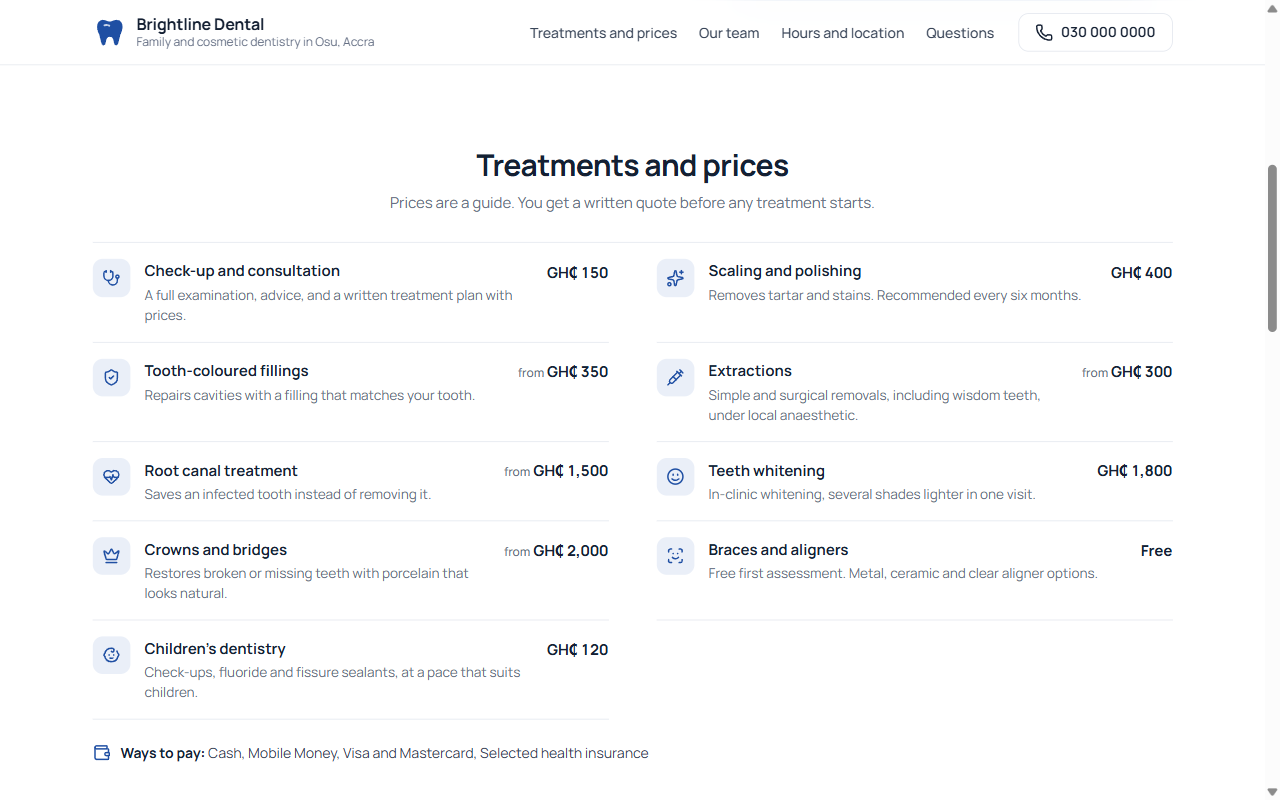 Brightline Dental
Family and cosmetic dentistry in Osu, Accra
Treatments and prices
Our team
Hours and location
Questions
030 000 0000
Treatments and prices
Prices are a guide. You get a written quote before any treatment starts.
Check-up and consultation
GH₵ 150
A full examination, advice, and a written treatment plan with
prices.
Scaling and polishing
GH₵ 400
Removes tartar and stains. Recommended every six months.
Tooth-coloured fillings
from GH₵ 350
Repairs cavities with a filling that matches your tooth.
Extractions
from GH₵ 300
Simple and surgical removals, including wisdom teeth,
under local anaesthetic.
Root canal treatment
from GH₵ 1,500
Saves an infected tooth instead of removing it.
Teeth whitening
GH₵ 1,800
In-clinic whitening, several shades lighter in one visit.
Crowns and bridges
from GH₵ 2,000
Restores broken or missing teeth with porcelain that
looks natural.
Braces and aligners
Free
Free first assessment. Metal, ceramic and clear aligner options.
Children’s dentistry
GH₵ 120
Check-ups, fluoride and fissure sealants, at a pace that suits
children.
Ways to pay: Cash, Mobile Money, Visa and Mastercard, Selected health insurance